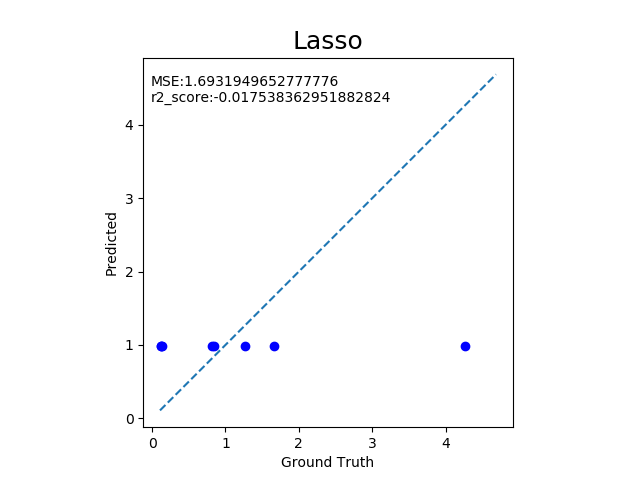 Lasso
MSE:1.6931949652777776
r2_score:-0.017538362951882824
4
3
2
1
0
Predicted
0 1 2 3 4
Ground Truth